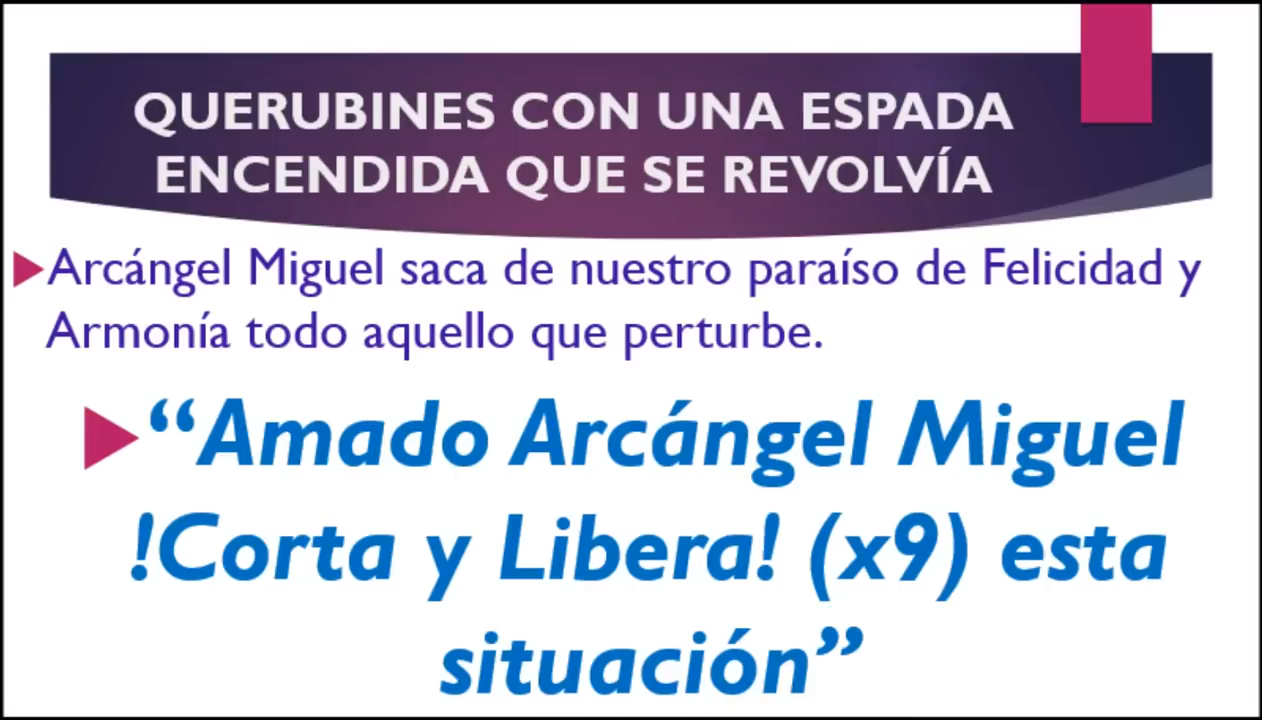 QUERUBINES CON UNA ESPADA
ENCENDIDA QUE SE REVOLVÍA
Arcángel Miguel saca de nuestro paraíso de Felicidad y
Armonía todo aquello que perturbe.
“Amado Arcángel Miguel
!Corta y Libera! (x9) esta
situación”